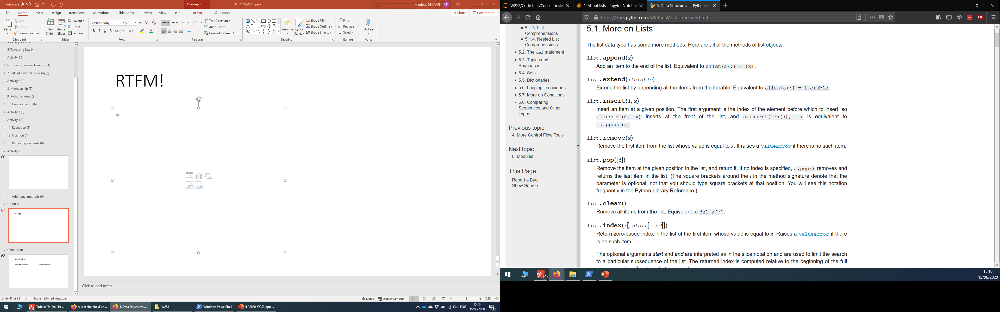 AutoSave Off
ILP2020_W2S3.pptx
Drawing Tools
Matthieu DE MARI MD
File Home Insert Design Transitions Animations Slide Show Review View Help Format Search
Share Comments
Paste
Cut
Copy
Format Painter
Clipboard
New Slide
Reuse Slides
Layout
Reset
Section
Slides
Calibri (Body) 28
Font
Paragraph
Text Direction
Align Text
Convert to SmartArt
Arrange
Quick Styles
Shape Fill
Shape Outline
Shape Effects
Drawing
Find
Replace
Select
Editing
Dictate
Voice
5. Traversing lists (4)
Activity 1 (4)
6. Updating elements in lists (1)
7. Lists of lists and indexing (6)
Activity 2 (1)
8. Membership (2)
9. Pythonic loops (2)
10. Concatenation (6)
Activity 3 (1)
Activity 4 (1)
11. Repetition (3)
12. Insertion (4)
13. Removing elements (8)
Activity 5
60
14. Additional methods (6)
15. RTFM
67
RTFM!
Conclusion
68
Conclusion
• What we have seen
• Key takeaways
RTFM!
Click to add notes
Slide 67 of 68
English (United Kingdom)
Notes
Display Settings
122%
19
Todoist: To-Do List ...
A la recherche d'un...
5. Data Structures ...
W2S3
Windows PowerShell
ILP2020_W2S3.pptx...
ENG
15:10
15/06/2020
1
W2S3/Code files/Codes for slid
1. About lists - Jupyter Noteboo
5. Data Structures — Python 3.8
https://docs.python.org/3/tutorial/datastructures.html
ABP
5.1.3. List
Comprehensions
5.1.4. Nested List
Comprehensions
5.2. The del statement
5.3. Tuples and
Sequences
5.4. Sets
5.5. Dictionaries
5.6. Looping Techniques
5.7. More on Conditions
5.8. Comparing
Sequences and Other
Types
Previous topic
4. More Control Flow Tools
Next topic
6. Modules
This Page
Report a Bug
Show Source
«
5.1. More on Lists
The list data type has some more methods. Here are all of the methods of list objects:
list.append(x)
Add an item to the end of the list. Equivalent to a[len(a):] = [x].
list.extend(iterable)
Extend the list by appending all the items from the iterable. Equivalent to a[len(a):] = iterable.
list.insert(i, x)
Insert an item at a given position. The first argument is the index of the element before which to insert, so
a.insert(0, x) inserts at the front of the list, and a.insert(len(a), x) is equivalent to
a.append(x).
list.remove(x)
Remove the first item from the list whose value is equal to x. It raises a ValueError if there is no such item.
list.pop([i])
Remove the item at the given position in the list, and return it. If no index is specified, a.pop() removes and
returns the last item in the list. (The square brackets around the i in the method signature denote that the
parameter is optional, not that you should type square brackets at that position. You will see this notation
frequently in the Python Library Reference.)
list.clear()
Remove all items from the list. Equivalent to del a[:].
list.index(x[, start[, end]])
Return zero-based index in the list of the first item whose value is equal to x. Raises a ValueError if there
is no such item.
The optional arguments start and end are interpreted as in the slice notation and are used to limit the search
to a particular subsequence of the list. The returned index is computed relative to the beginning of the full
19
15:10
15/06/2020